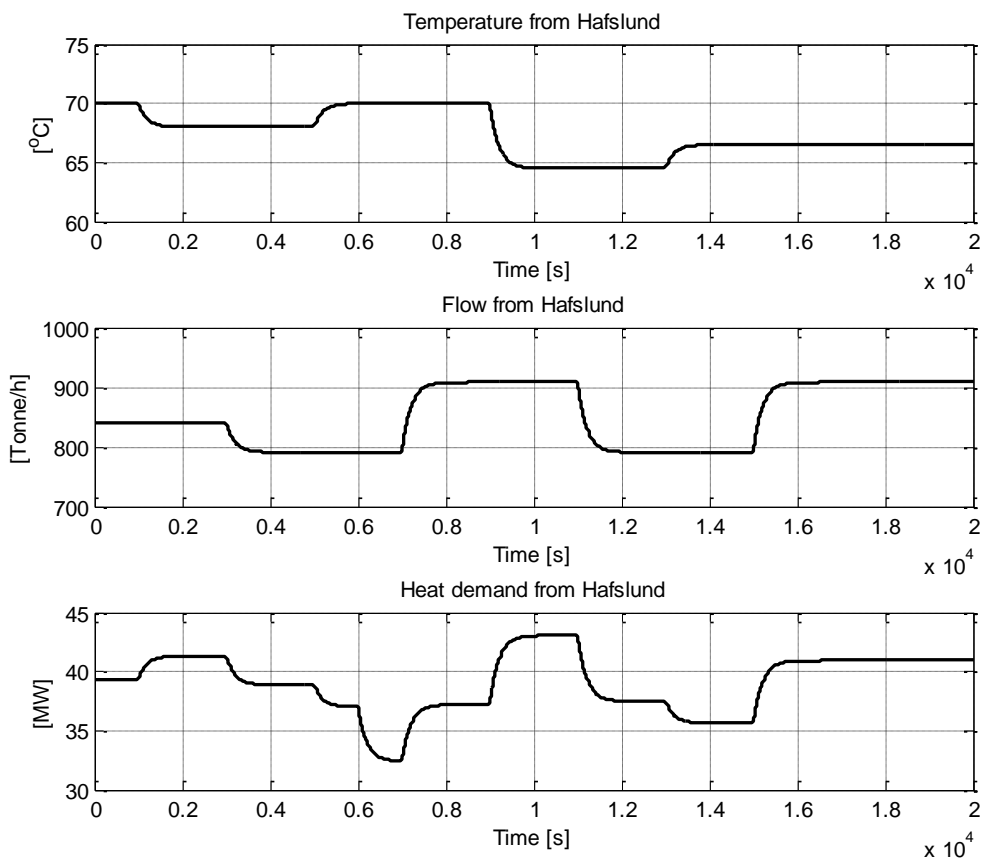 Temperature from Hafslund
75
70
65
60
[°C]
0 0.2 0.4 0.6 0.8 1 1.2 1.4 1.6 1.8 2
Time [s]
x 10^4
Flow from Hafslund
1000
900
800
700
[Tonne/h]
0 0.2 0.4 0.6 0.8 1 1.2 1.4 1.6 1.8 2
Time [s]
x 10^4
Heat demand from Hafslund
45
40
35
30
[MW]
0 0.2 0.4 0.6 0.8 1 1.2 1.4 1.6 1.8 2
Time [s]
x 10^4